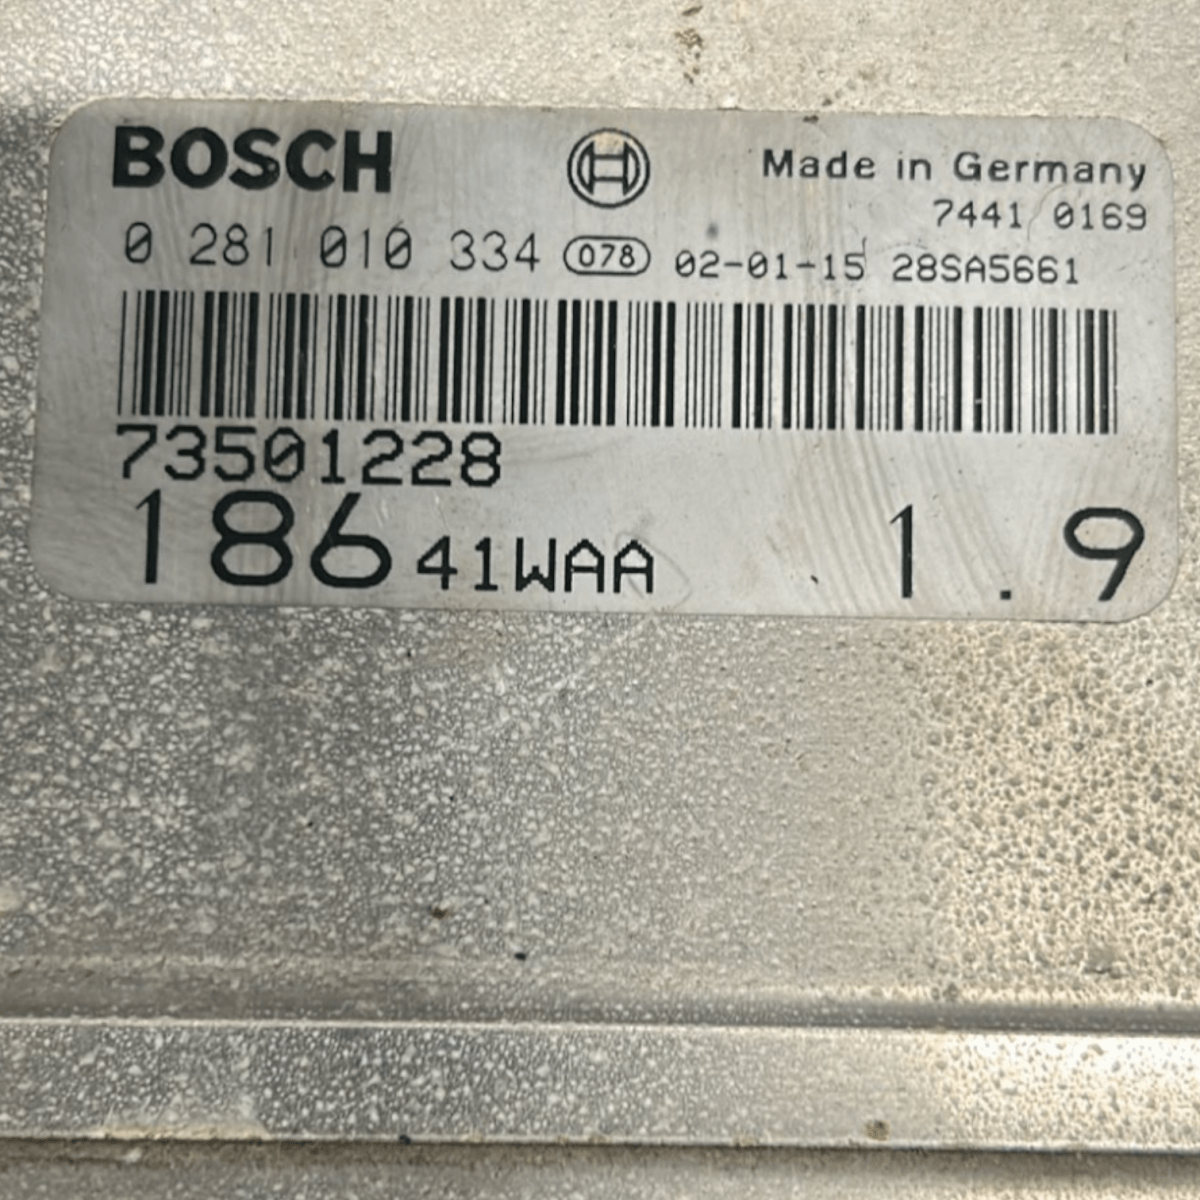 BOSCH Made in Germany
7441 0169
0 281 010 334 078 02-01-15 28SA5661
73501228
186 41WAA 1.9